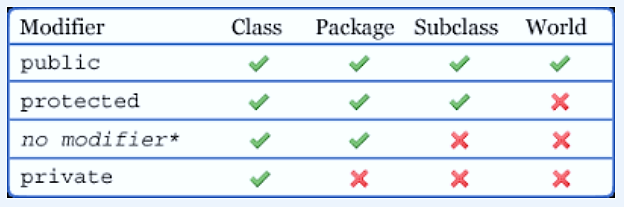 Modifier Class Package Subclass World
public ✔ ✔ ✔ ✔
protected ✔ ✔ ✔ ✖
no modifier* ✔ ✔ ✖ ✖
private ✔ ✖ ✖ ✖